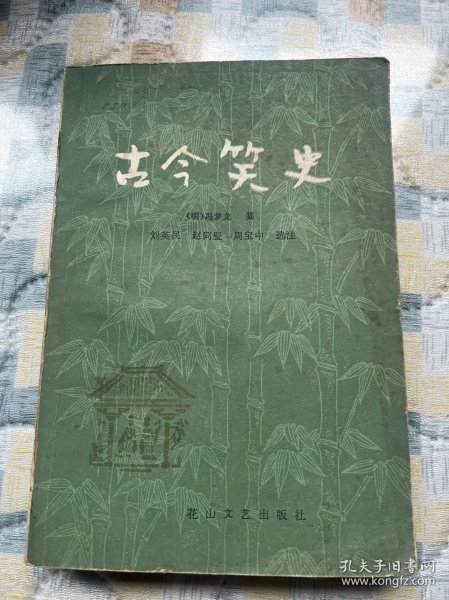 古今笑史
(明)冯梦龙 纂
刘英民 赵同璧 周宝中 选注
花山文艺出版社
孔夫子旧书网
www.kongfz.com